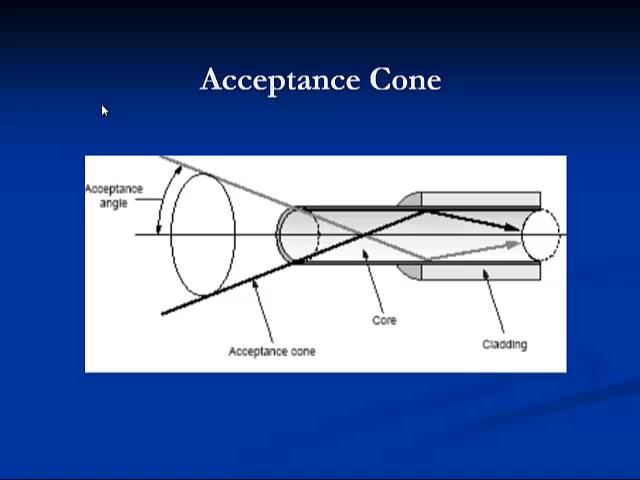 Acceptance Cone
Acceptance
angle
Core
Cladding
Acceptance cone